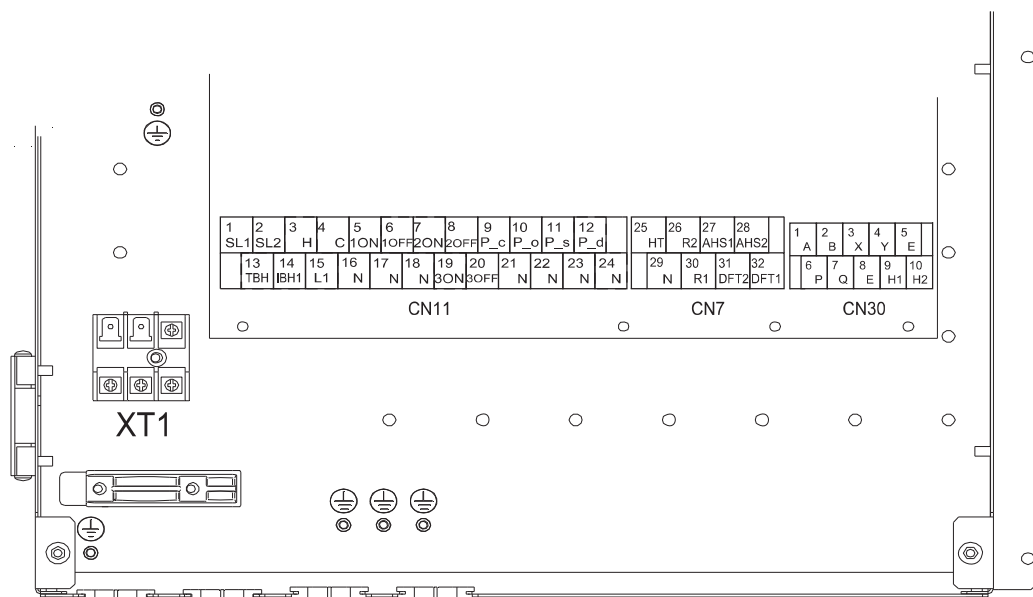 1 2 3 4 5 6 7 8 9 10 11 12
SL1 SL2 H C 1ON 1OFF 2ON 2OFF P_c P_o P_s P_d
13 14 15 16 17 18 19 20 21 22 23 24
TBH IBH1 L1 N N N 3ON 3OFF N N N N
CN11
25 26 27 28
HT R2 AHS1 AHS2
29 30 31 32
N R1 DFT2 DFT1
CN7
1 2 3 4 5
A B X Y E
6 7 8 9 10
P Q E H1 H2
CN30
XT1